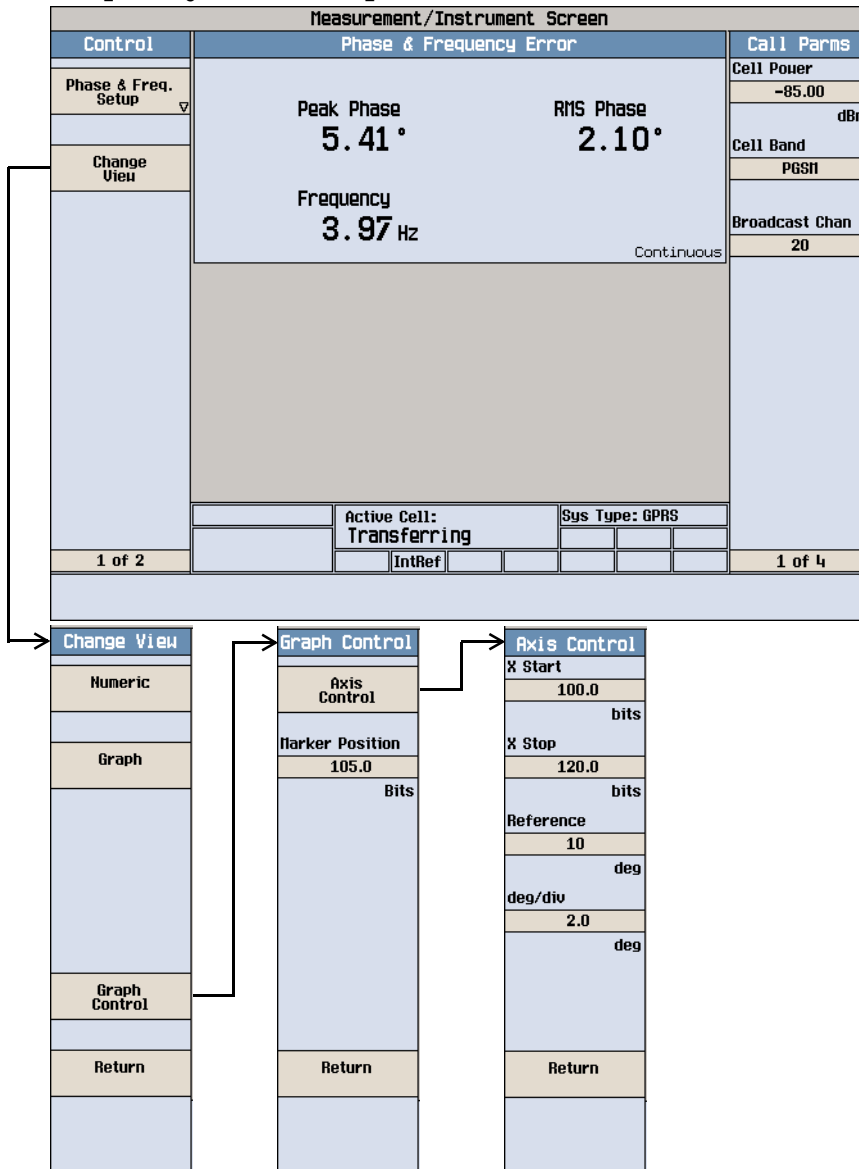 Measurement/Instrument Screen
Control
Phase & Frequency Error
Call Parms
Phase & Freq.
Setup
Change
View
Peak Phase
5.41 °
RMS Phase
2.10°
Frequency
3.97 Hz
Continuous
Cell Power
-85.00
dBm
Cell Band
PGSM
Broadcast Chan
20
Active Cell:
Transferring
Sys Type: GPRS
IntRef
1 of 2
1 of 4
Change View
Numeric
Graph
Graph
Control
Return
Graph Control
Axis
Control
Marker Position
105.0
Bits
Return
Axis Control
X Start
100.0
bits
X Stop
120.0
bits
Reference
10
deg
deg/div
2.0
deg
Return